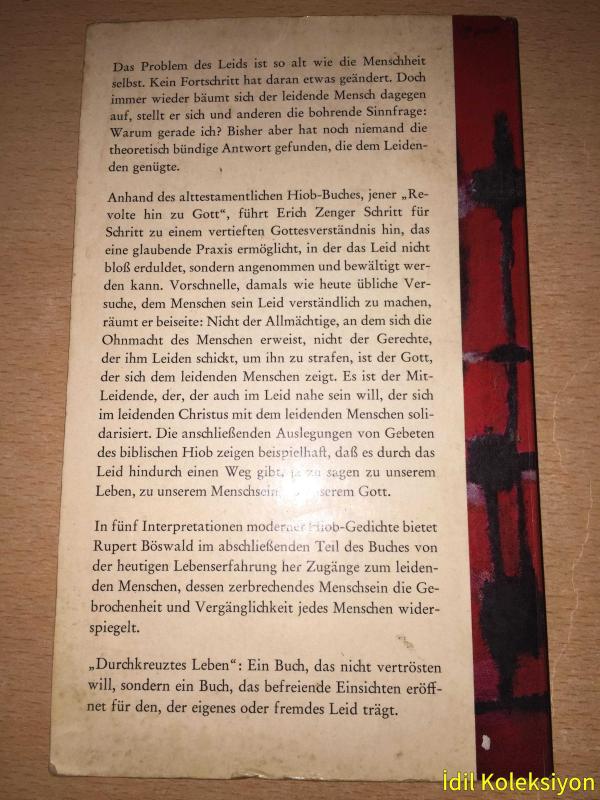 Das Problem des Leids ist so alt wie die Menschheit
selbst. Kein Fortschritt hat daran etwas geändert. Doch
immer wieder bäumt sich der leidende Mensch dagegen
auf, stellt er sich und anderen die bohrende Sinnfrage:
Warum gerade ich? Bisher aber hat noch niemand die
theoretisch bündige Antwort gefunden, die dem Leiden-
den genügte.
Anhand des alttestamentlichen Hiob-Buches, jener „Re-
volte hin zu Gott“, führt Erich Zenger Schritt für
Schritt zu einem vertieften Gottesverständnis hin, das
eine glaubende Praxis ermöglicht, in der das Leid nicht
bloß erduldet, sondern angenommen und bewältigt wer-
den kann. Vorschnelle, damals wie heute übliche Ver-
suche, dem Menschen sein Leid verständlich zu machen,
räumt er beiseite: Nicht der Allmächtige, an dem sich die
Ohnmacht des Menschen erweist, nicht der Gerechte,
der ihm Leiden schickt, um ihn zu strafen, ist der Gott,
der sich dem leidenden Menschen zeigt. Es ist der Mit-
Leidende, der, der auch im Leid nahe sein will, der sich
im leidenden Christus mit dem leidenden Menschen soli-
darisiert. Die anschließenden Auslegungen von Gebeten
des biblischen Hiob zeigen beispielhaft, daß es durch das
Leid hindurch einen Weg gibt, ja zu sagen zu unserem
Leben, zu unserem Menschsein, unserem Gott.
In fünf Interpretationen moderner Hiob-Gedichte bietet
Rupert Böswald im abschließenden Teil des Buches von
der heutigen Lebenserfahrung her Zugänge zum leiden-
den Menschen, dessen zerbrechendes Menschsein die Ge-
brochenheit und Vergänglichkeit jedes Menschen wider-
spiegelt.
„Durchkreuztes Leben“: Ein Buch, das nicht vertrösten
will, sondern ein Buch, das befreiende Einsichten eröff-
net für den, der eigenes oder fremdes Leid trägt.
İdil Koleksiyon